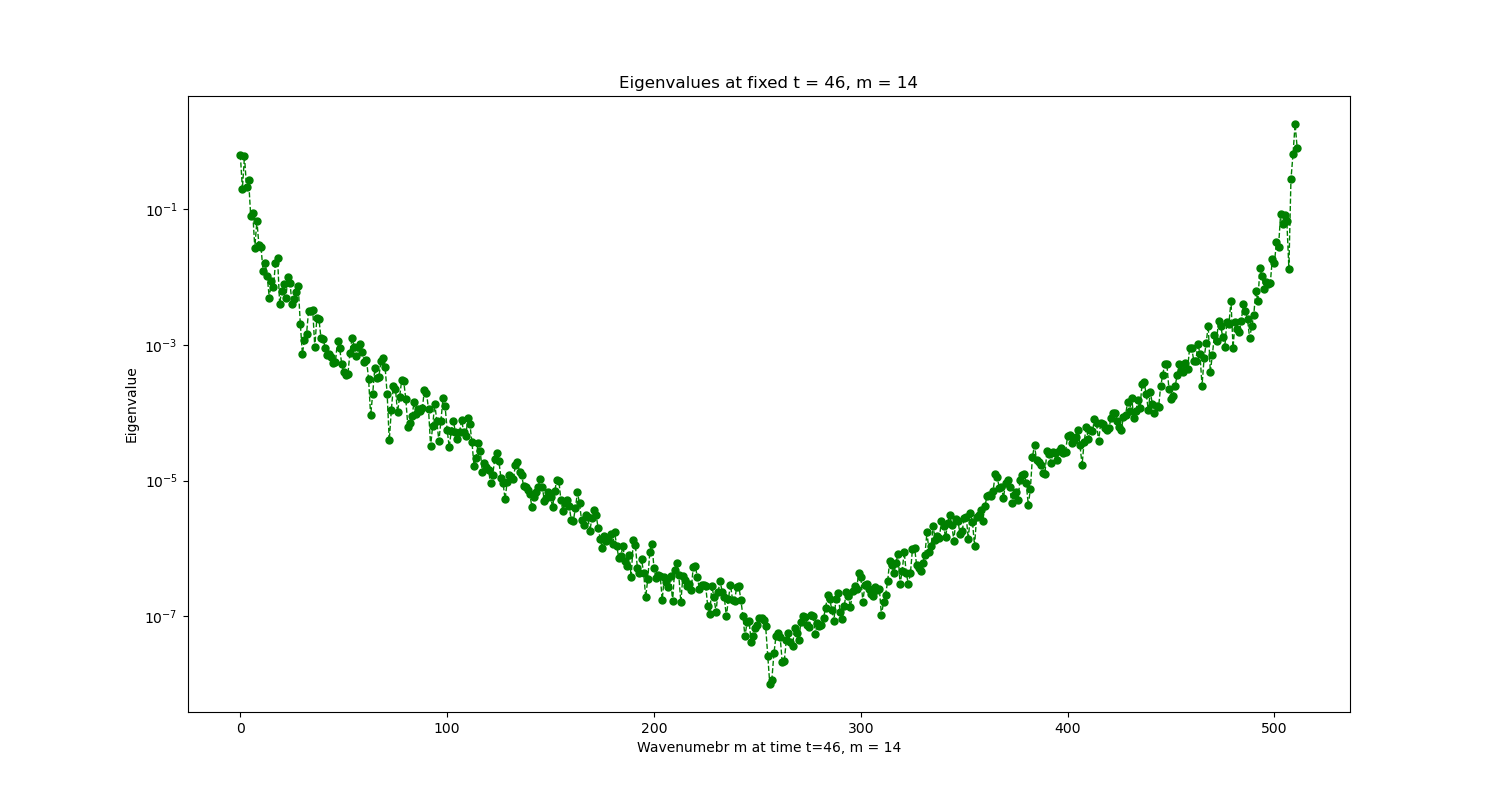 Eigenvalues at fixed t = 46, m = 14
10⁻¹
10⁻³
10⁻⁵
10⁻⁷
Eigenvalue
0 100 200 300 400 500
Wavenumebr m at time t=46, m = 14